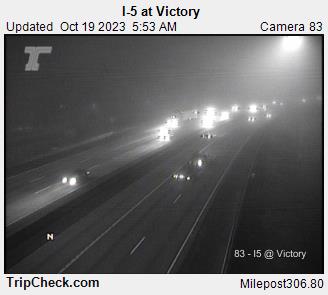 I-5 at Victory
Updated Oct 19 2023 5:53 AM Camera 83
T
N
83 - I5 @ Victory
TripCheck.com Milepost306.80